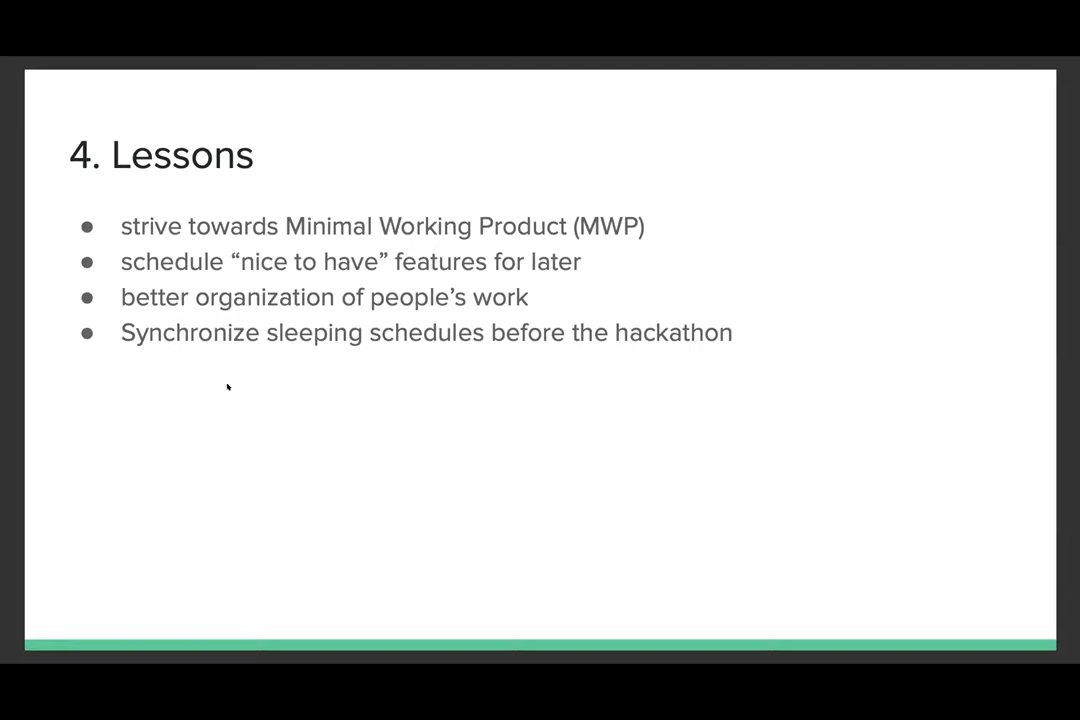 4. Lessons
● strive towards Minimal Working Product (MWP)
● schedule “nice to have” features for later
● better organization of people’s work
● Synchronize sleeping schedules before the hackathon